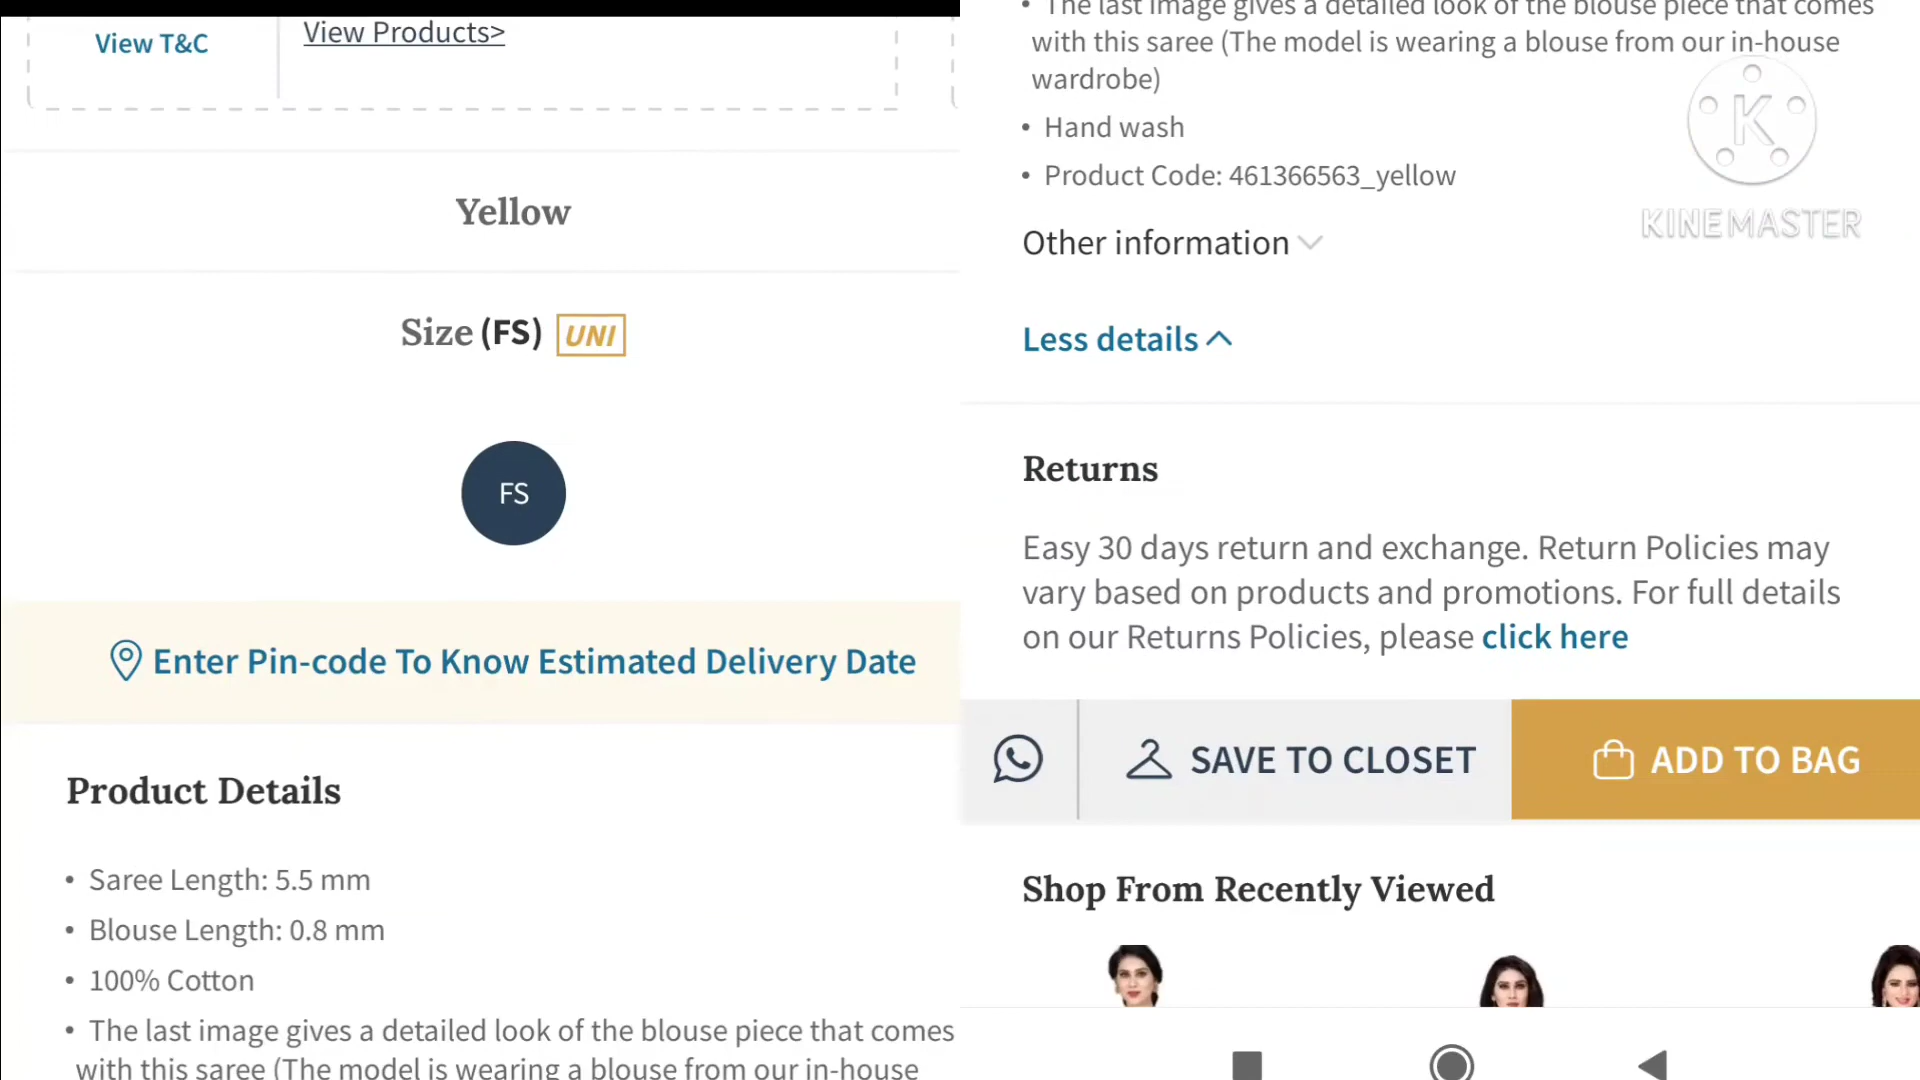 View T&C
View Products>
Yellow
Size (FS) UNI
FS
Enter Pin-code To Know Estimated Delivery Date
Product Details
• Saree Length: 5.5 mm
• Blouse Length: 0.8 mm
• 100% Cotton
• The last image gives a detailed look of the blouse piece that comes
with this saree (The model is wearing a blouse from our in-house
• The last image gives a detailed look of the blouse piece that comes
with this saree (The model is wearing a blouse from our in-house
wardrobe)
• Hand wash
• Product Code: 461366563_yellow
Other information
Less details
K
KINEMASTER
Returns
Easy 30 days return and exchange. Return Policies may
vary based on products and promotions. For full details
on our Returns Policies, please click here
SAVE TO CLOSET
ADD TO BAG
Shop From Recently Viewed